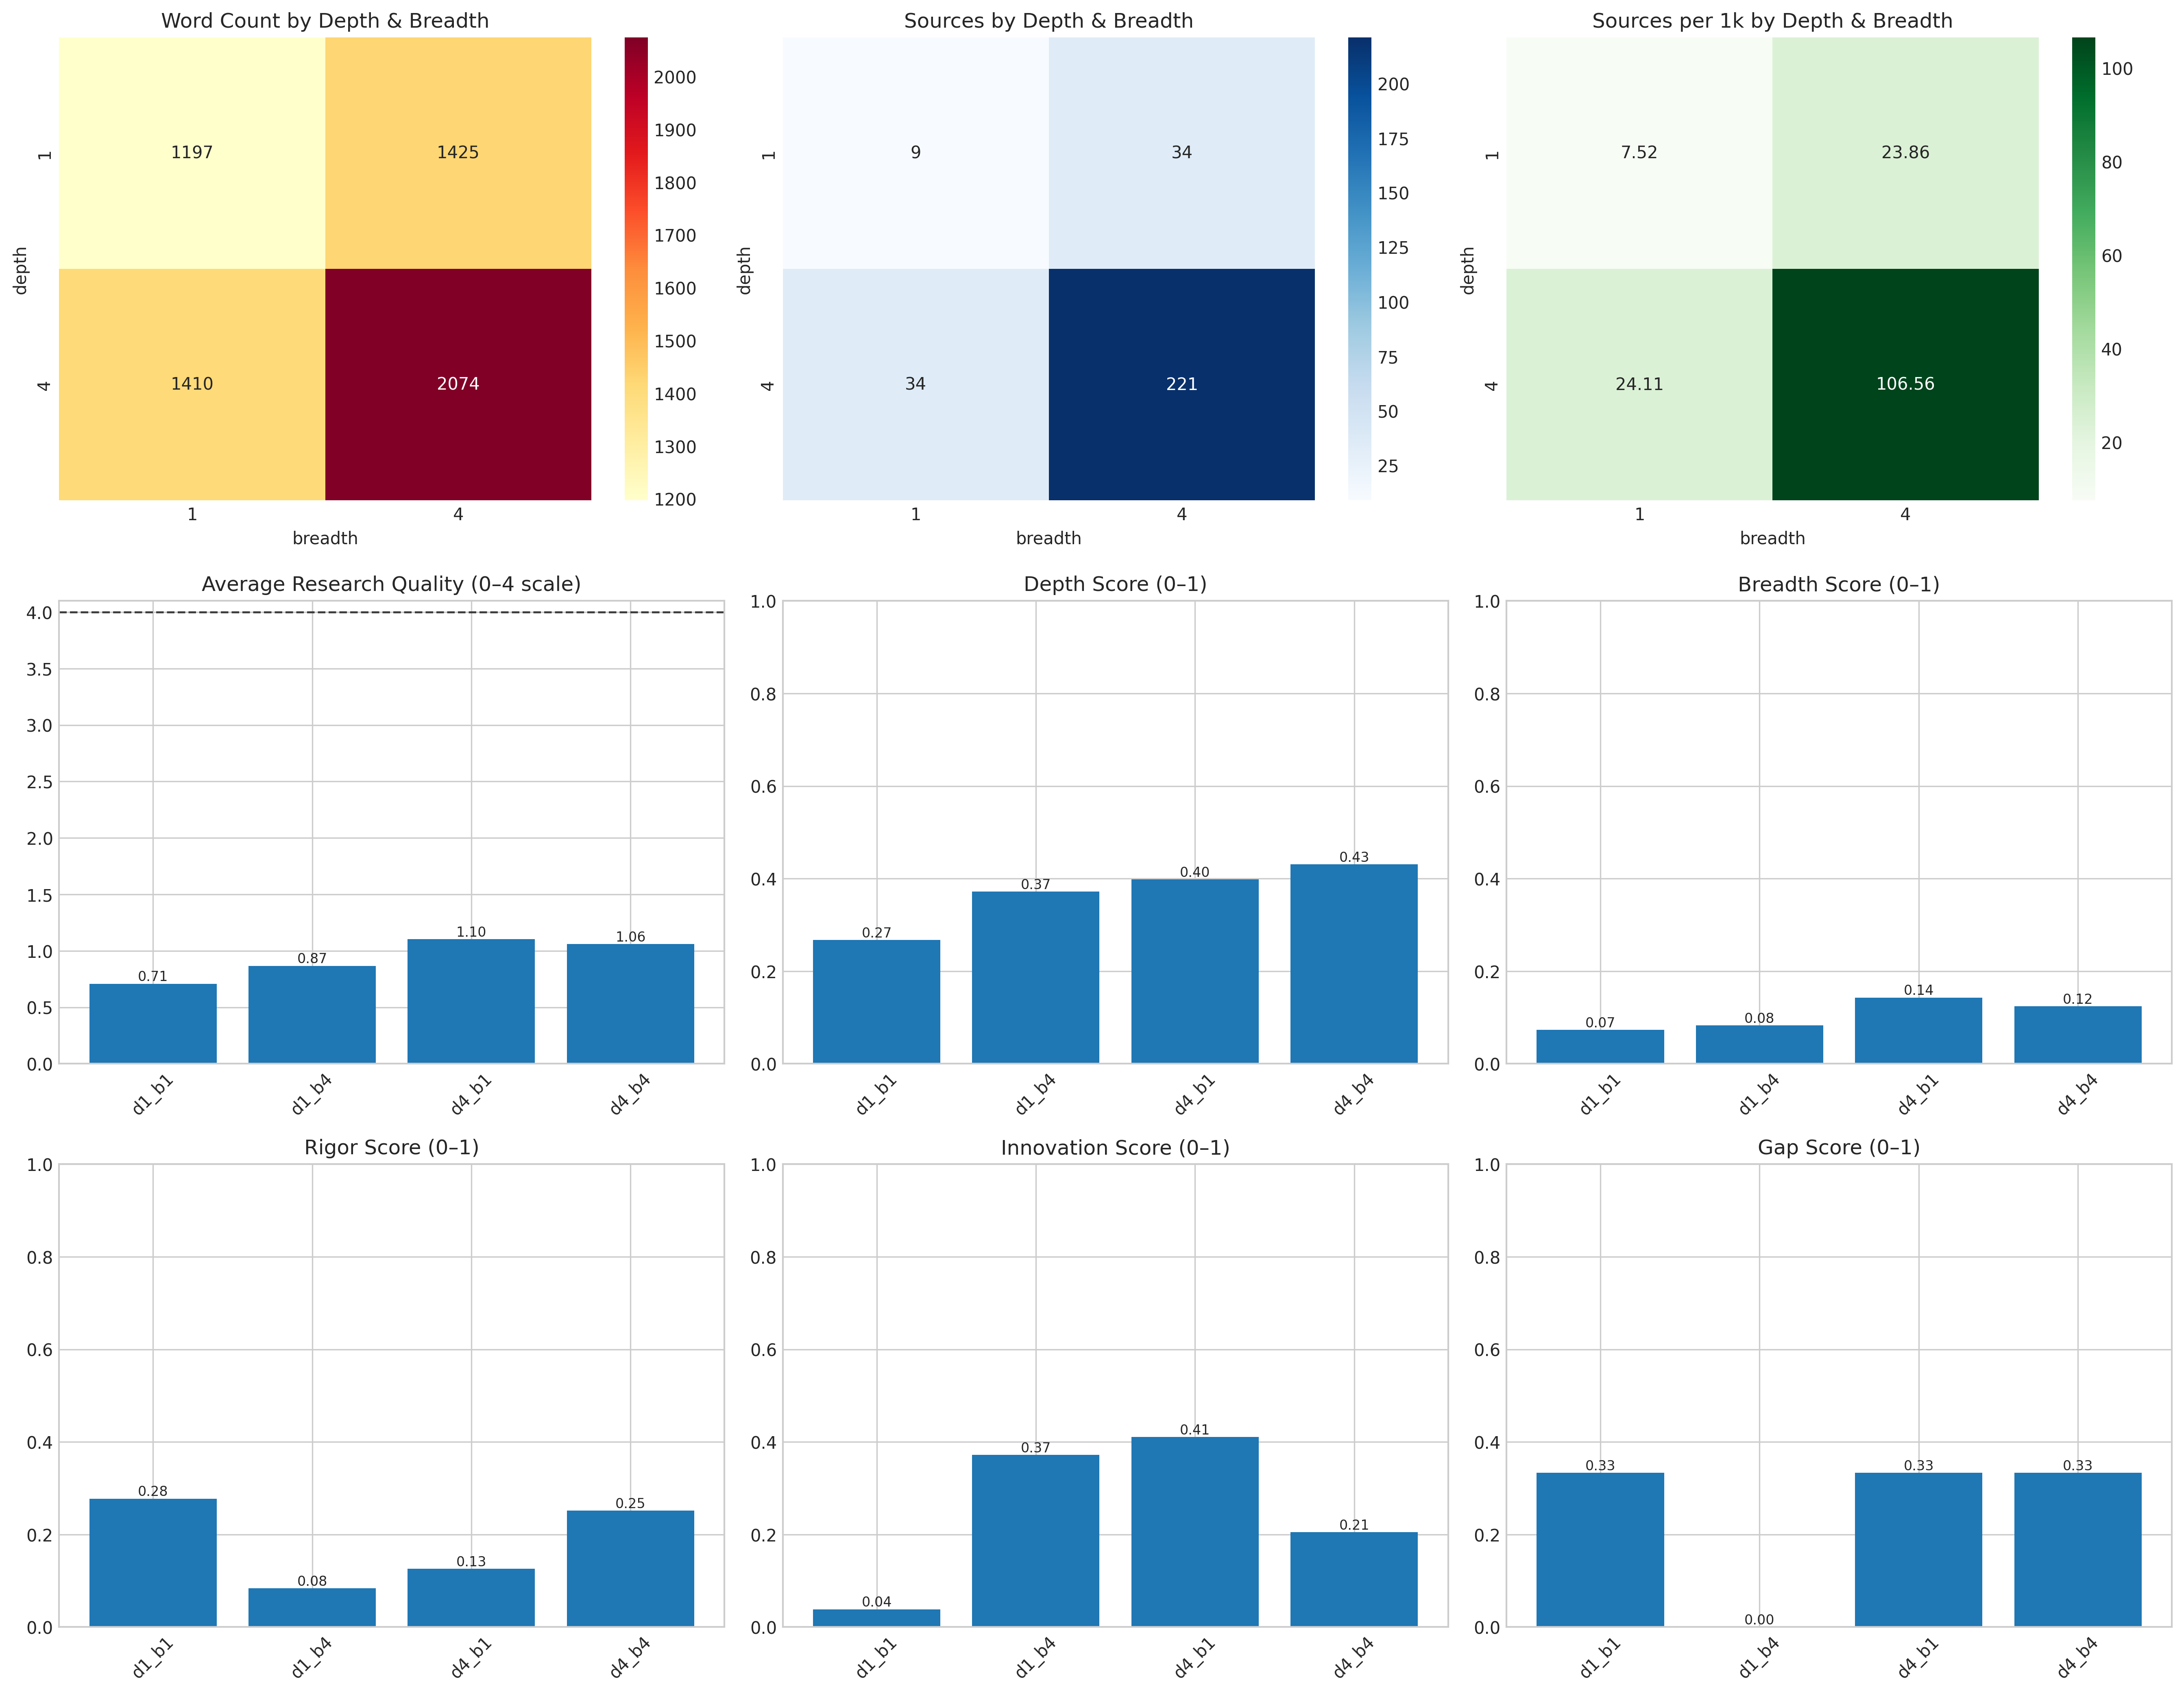 Word Count by Depth & Breadth
1197 1425
1410 2074
1
4
depth
1 4
breadth
2000
1900
1800
1700
1600
1500
1400
1300
1200
Sources by Depth & Breadth
9 34
34 221
1
4
depth
1 4
breadth
200
175
150
125
100
75
50
25
Sources per 1k by Depth & Breadth
7.52 23.86
24.11 106.56
1
4
depth
1 4
breadth
100
80
60
40
20
Average Research Quality (0–4 scale)
4.0
3.5
3.0
2.5
2.0
1.5
1.0
0.5
0.0
0.71 0.87 1.10 1.06
d1_b1 d1_b4 d4_b1 d4_b4
Depth Score (0–1)
1.0
0.8
0.6
0.4
0.2
0.0
0.27 0.37 0.40 0.43
d1_b1 d1_b4 d4_b1 d4_b4
Breadth Score (0–1)
1.0
0.8
0.6
0.4
0.2
0.0
0.07 0.08 0.14 0.12
d1_b1 d1_b4 d4_b1 d4_b4
Rigor Score (0–1)
1.0
0.8
0.6
0.4
0.2
0.0
0.28 0.08 0.13 0.25
d1_b1 d1_b4 d4_b1 d4_b4
Innovation Score (0–1)
1.0
0.8
0.6
0.4
0.2
0.0
0.04 0.37 0.41 0.21
d1_b1 d1_b4 d4_b1 d4_b4
Gap Score (0–1)
1.0
0.8
0.6
0.4
0.2
0.0
0.33 0.00 0.33 0.33
d1_b1 d1_b4 d4_b1 d4_b4